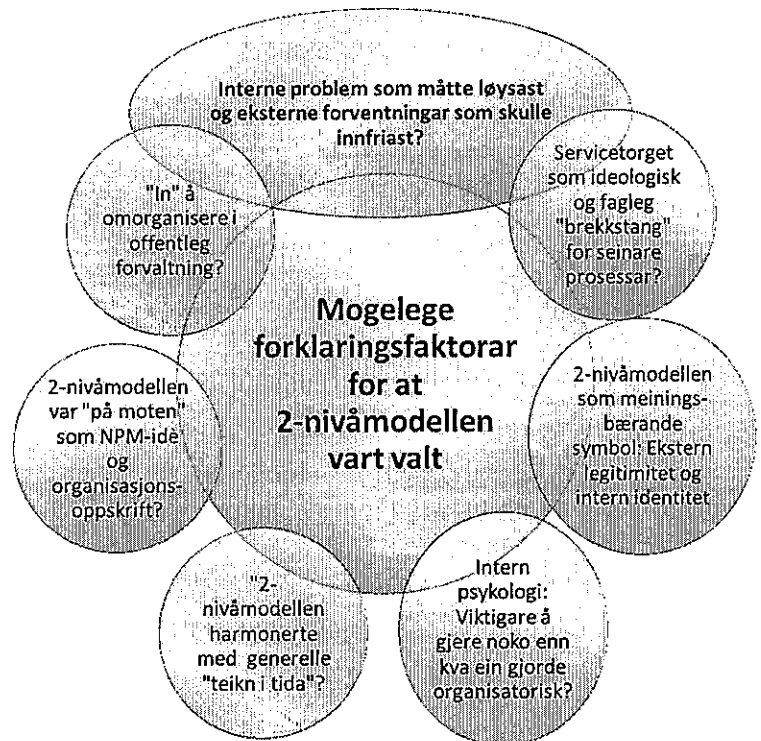 Interne problem som måtte løysast
og eksterne forventningar som skulle
innfriast?
Servicetorget
som ideologisk
og fagleg
"brekkstang"
for seinare
prosessar?
2-nivåmodellen
som meinings-
bærande
symbol: Ekstern
legitimitet og
intern identitet
Intern
psykologi:
Viktigare å
gjere noko enn
kva ein gjorde
organisatorisk?
"2-
nivåmodellen
harmonerte
med generelle
"teikn i tida"?
2-nivåmodellen
var "på moten"
som NPM-idè
og
organisasjons-
oppskrift?
"In" å
omorganisere i
offentleg
forvaltning?
Mogelege
forklaringsfaktorar
for at
2-nivåmodellen
vart valt